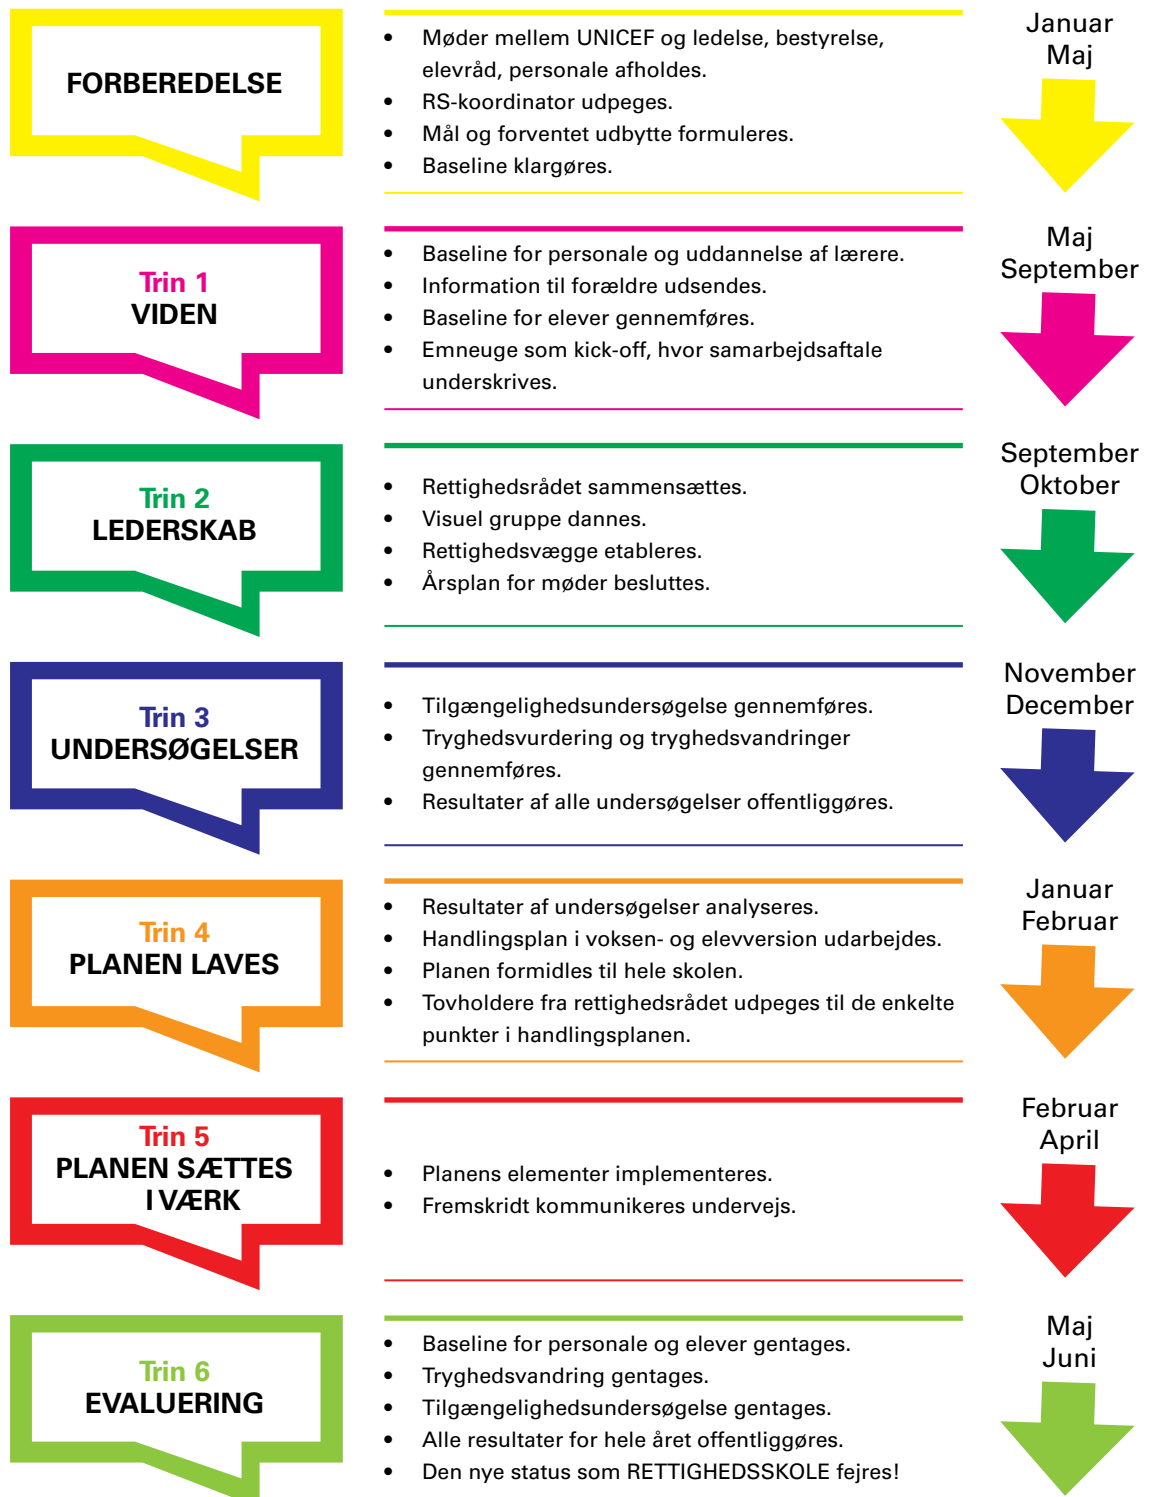 FORBEREDELSE
• Møder mellem UNICEF og ledelse, bestyrelse,
elevråd, personale afholdes.
• RS-koordinator udpeges.
• Mål og forventet udbytte formuleres.
• Baseline klargøres.
Januar
Maj
Trin 1
VIDEN
• Baseline for personale og uddannelse af lærere.
• Information til forældre udsendes.
• Baseline for elever gennemføres.
• Emneuge som kick-off, hvor samarbejdsaftale
underskrives.
Maj
September
Trin 2
LEDERSKAB
• Rettighedsrådet sammensættes.
• Visuel gruppe dannes.
• Rettighedsvægge etableres.
• Årsplan for møder besluttes.
September
Oktober
Trin 3
UNDERSØGELSER
• Tilgængelighedsundersøgelse gennemføres.
• Tryghedsvurdering og tryghedsvandringer
gennemføres.
• Resultater af alle undersøgelser offentliggøres.
November
December
Trin 4
PLANEN LAVES
• Resultater af undersøgelser analyseres.
• Handlingsplan i voksen- og elevversion udarbejdes.
• Planen formidles til hele skolen.
• Tovholdere fra rettighedsrådet udpeges til de enkelte
punkter i handlingsplanen.
Januar
Februar
Trin 5
PLANEN SÆTTES
I VÆRK
• Planens elementer implementeres.
• Fremskridt kommunikeres undervejs.
Februar
April
Trin 6
EVALUERING
• Baseline for personale og elever gentages.
• Tryghedsvandring gentages.
• Tilgængelighedsundersøgelse gentages.
• Alle resultater for hele året offentliggøres.
• Den nye status som RETTIGHEDSSKOLE fejres!
Maj
Juni